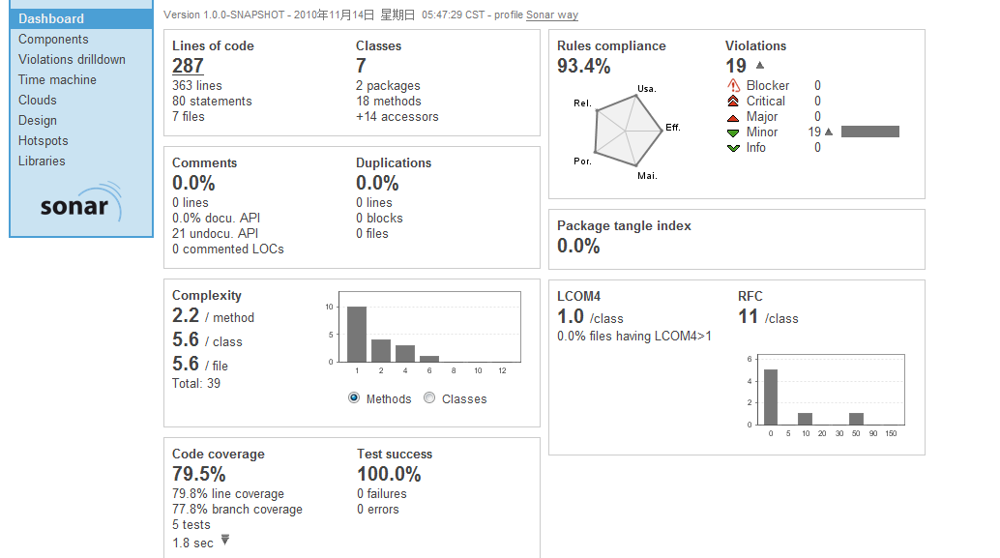 Dashboard
Components
Violations drilldown
Time machine
Clouds
Design
Hotspots
Libraries
sonar
Version 1.0.0-SNAPSHOT - 2010年11月14日 星期日 05:47:29 CST - profile Sonar way
Lines of code
287
363 lines
80 statements
7 files
Classes
7
2 packages
18 methods
+14 accessors
Comments
0.0%
0 lines
0.0% docu. API
21 undocu. API
0 commented LOCs
Duplications
0.0%
0 lines
0 blocks
0 files
Complexity
2.2 / method
5.6 / class
5.6 / file
Total: 39
10
5
0
1 2 4 6 8 10 12
Methods Classes
Code coverage
79.5%
79.8% line coverage
77.8% branch coverage
5 tests
1.8 sec
Test success
100.0%
0 failures
0 errors
Rules compliance
93.4%
Usa.
Rel.
Eff.
Por.
Mai.
Violations
19
Blocker 0
Critical 0
Major 0
Minor 19
Info 0
Package tangle index
0.0%
LCOM4
1.0 /class
0.0% files having LCOM4>1
RFC
11 /class
6
4
2
0
0 5 10 20 30 50 90 150